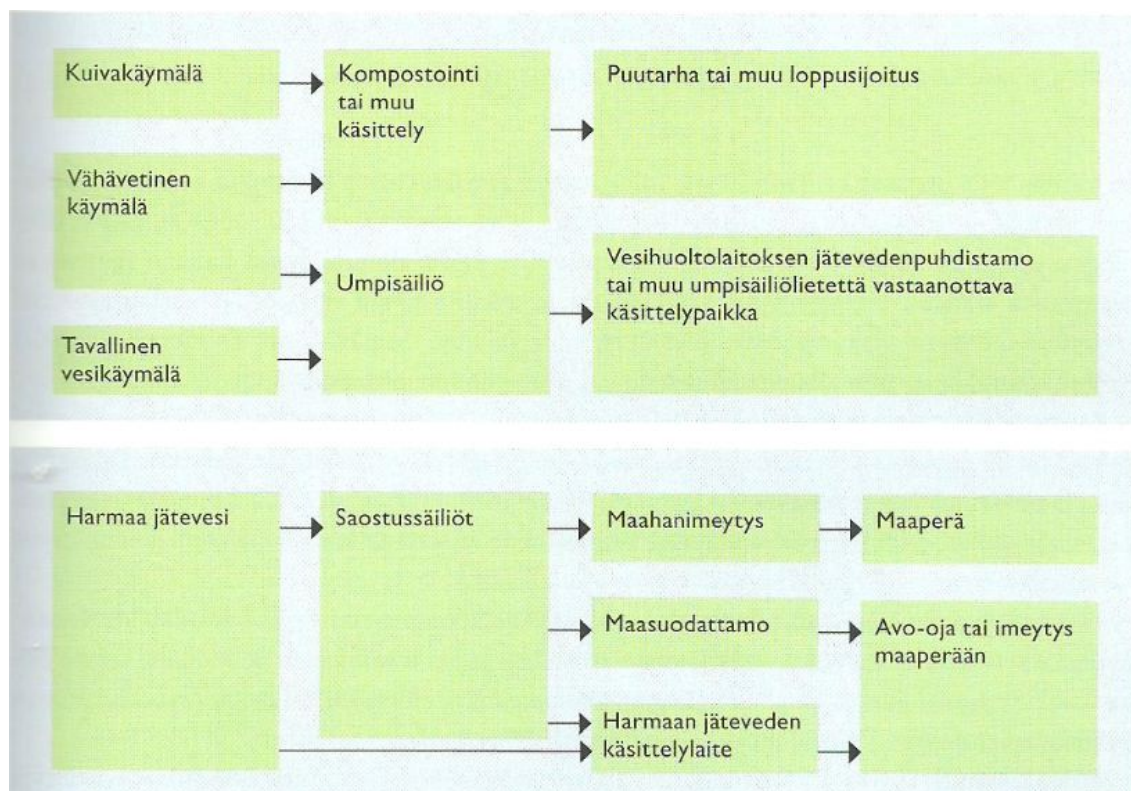 Kuivakäymälä
Kompostointi
tai muu
käsittely
Puutarha tai muu loppusijoitus
Vähävetinen
käymälä
Umpisäiliö
Vesihuoltolaitoksen jätevedenpuhdistamo
tai muu umpisäiliölietettä vastaanottava
käsittelypaikka
Tavallinen
vesikäymälä
Harmaa jätevesi
Saostussäiliöt
Maahanimeytys
Maaperä
Maasuodattamo
Avo-oja tai imeytys
maaperään
Harmaan jäteveden
käsittelylaite